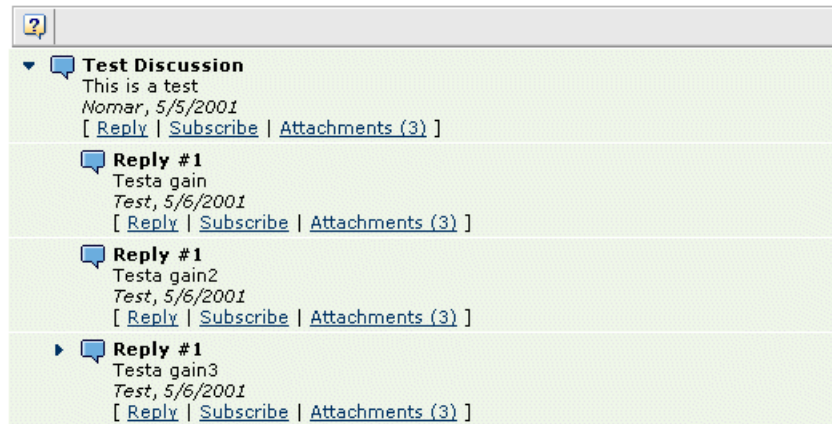 Test Discussion
This is a test
Nomar, 5/5/2001
[ Reply | Subscribe | Attachments (3) ]
Reply #1
Testa gain
Test, 5/6/2001
[ Reply | Subscribe | Attachments (3) ]
Reply #1
Testa gain2
Test, 5/6/2001
[ Reply | Subscribe | Attachments (3) ]
Reply #1
Testa gain3
Test, 5/6/2001
[ Reply | Subscribe | Attachments (3) ]